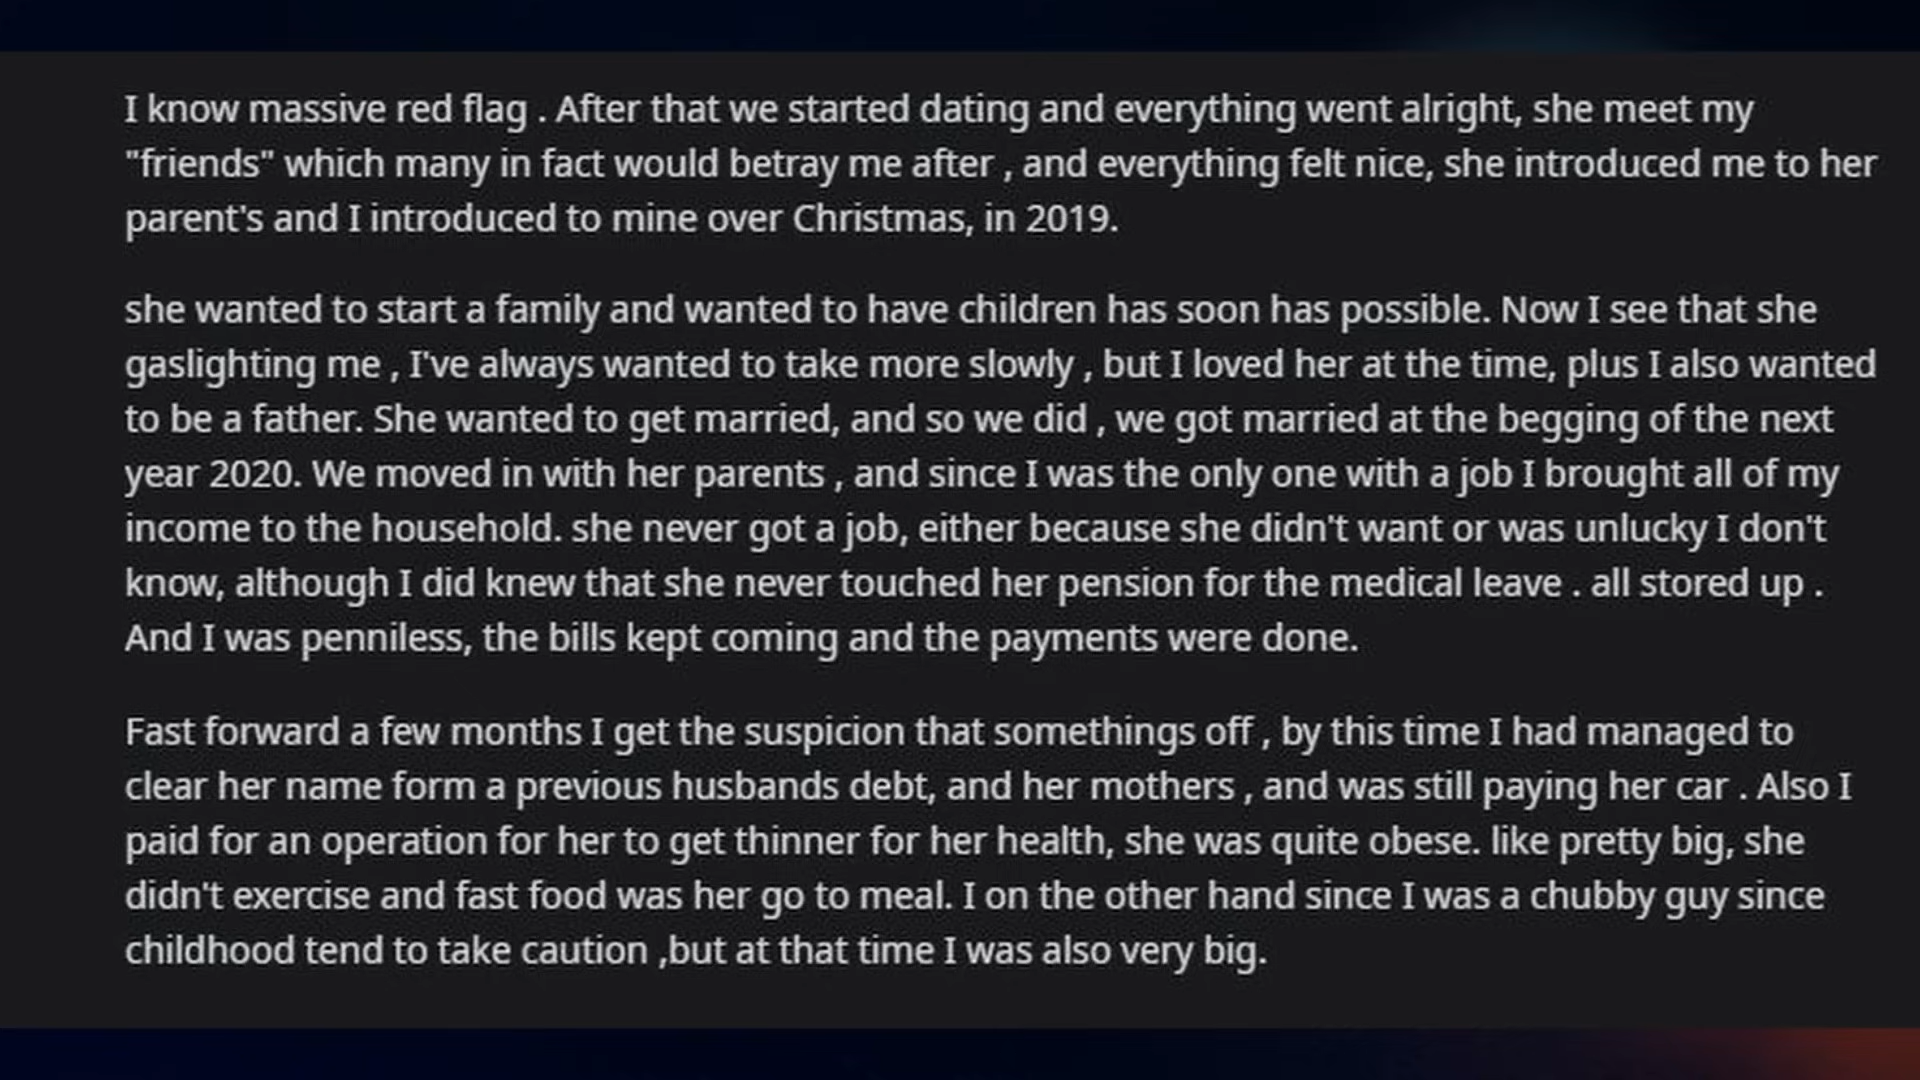 I know massive red flag . After that we started dating and everything went alright, she meet my
"friends" which many in fact would betray me after , and everything felt nice, she introduced me to her
parent's and I introduced to mine over Christmas, in 2019.
she wanted to start a family and wanted to have children has soon has possible. Now I see that she
gaslighting me , I've always wanted to take more slowly , but I loved her at the time, plus I also wanted
to be a father. She wanted to get married, and so we did , we got married at the begging of the next
year 2020. We moved in with her parents , and since I was the only one with a job I brought all of my
income to the household. she never got a job, either because she didn't want or was unlucky I don't
know, although I did knew that she never touched her pension for the medical leave . all stored up .
And I was penniless, the bills kept coming and the payments were done.
Fast forward a few months I get the suspicion that somethings off , by this time I had managed to
clear her name form a previous husbands debt, and her mothers , and was still paying her car . Also I
paid for an operation for her to get thinner for her health, she was quite obese. like pretty big, she
didn't exercise and fast food was her go to meal. I on the other hand since I was a chubby guy since
childhood tend to take caution ,but at that time I was also very big.